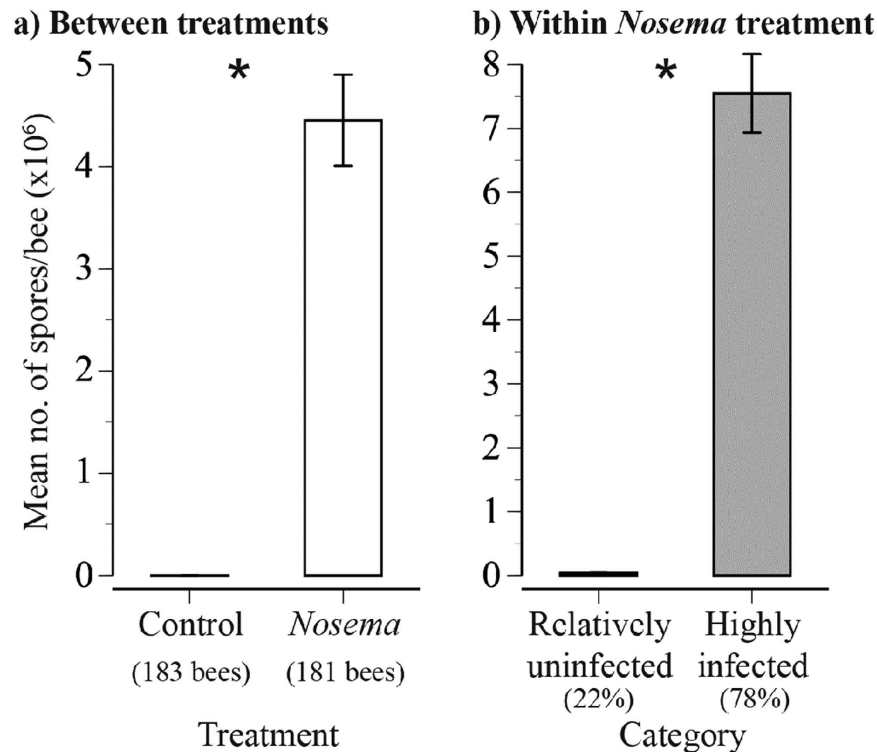 a) Between treatments
Mean no. of spores/bee (x10⁶)
5
4
3
2
1
0
*
Control
Nosema
(183 bees)
(181 bees)
Treatment
b) Within Nosema treatment
8
7
6
5
4
3
2
1
0
*
Relatively
uninfected
(22%)
Highly
infected
(78%)
Category